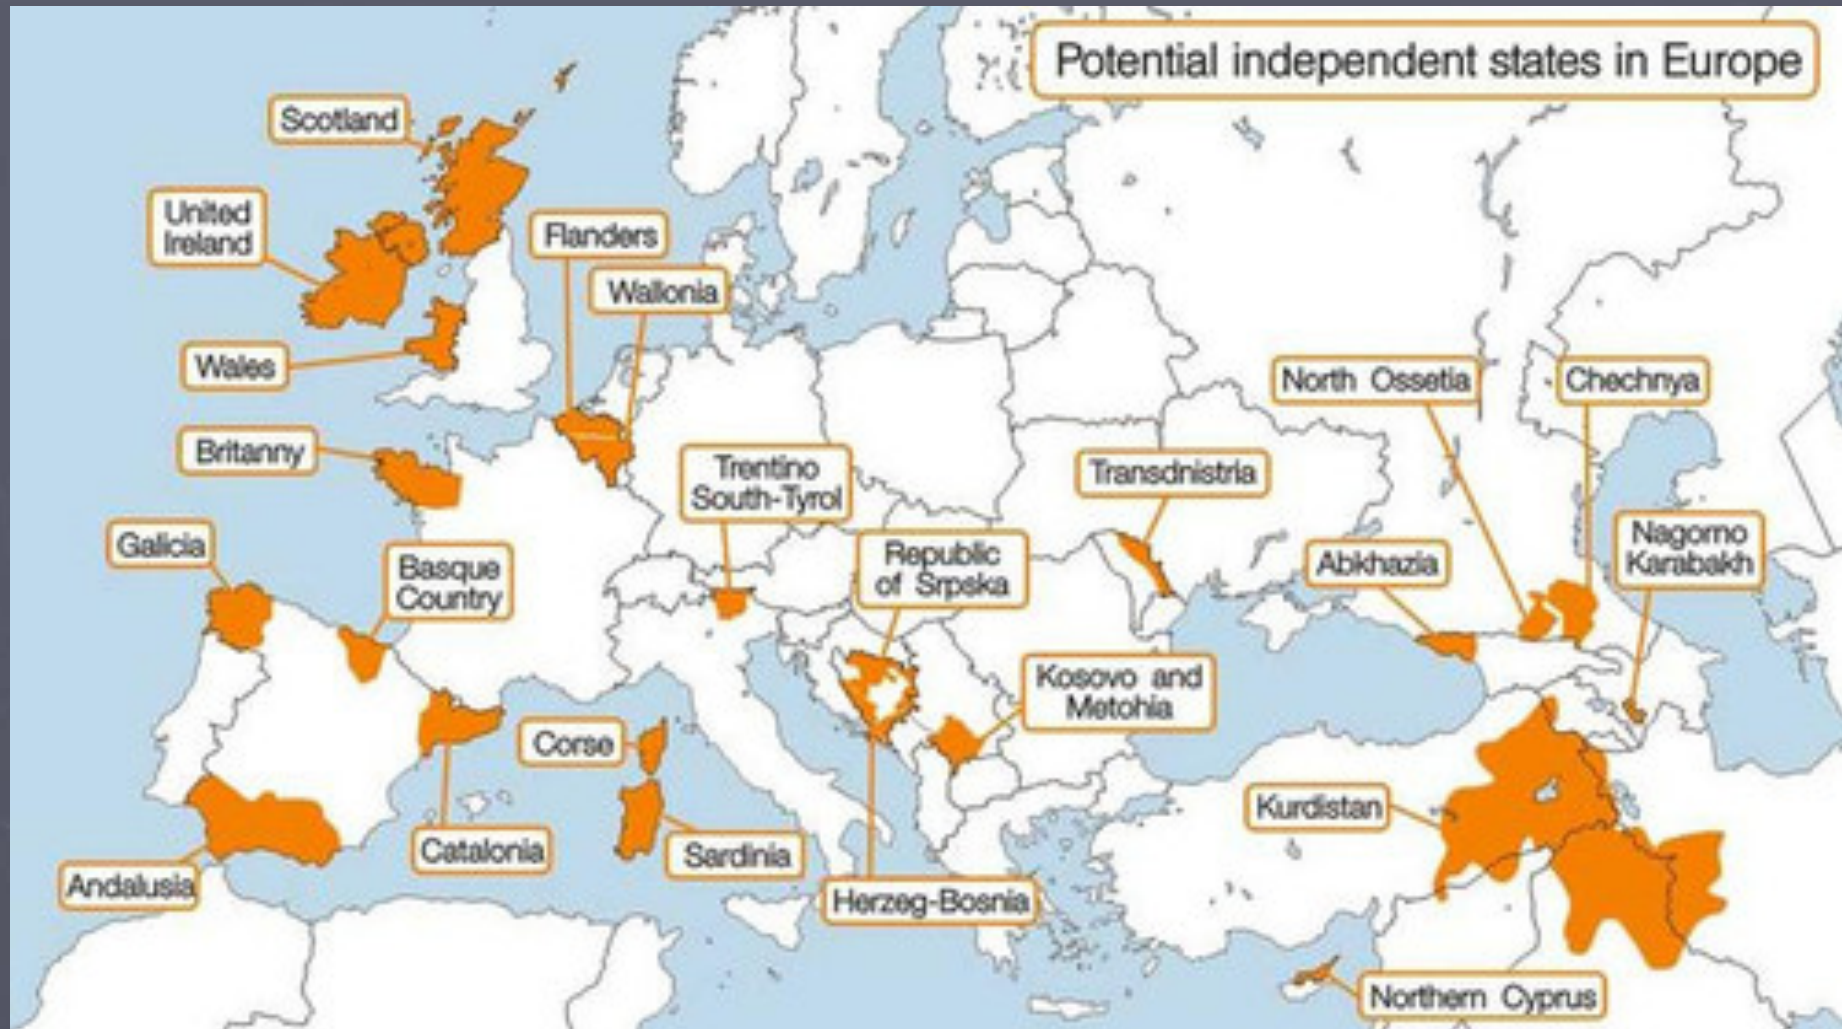 Potential independent states in Europe
Scotland
United
Ireland
Flanders
Wallonia
Wales
North Ossetia
Chechnya
Britanny
Trentino
South-Tyrol
Transdnistria
Galicia
Basque
Country
Republic
of Srpska
Abkhazia
Nagorno
Karabakh
Kosovo and
Metohia
Corse
Kurdistan
Catalonia
Sardinia
Andalusia
Herzeg-Bosnia
Northern Cyprus